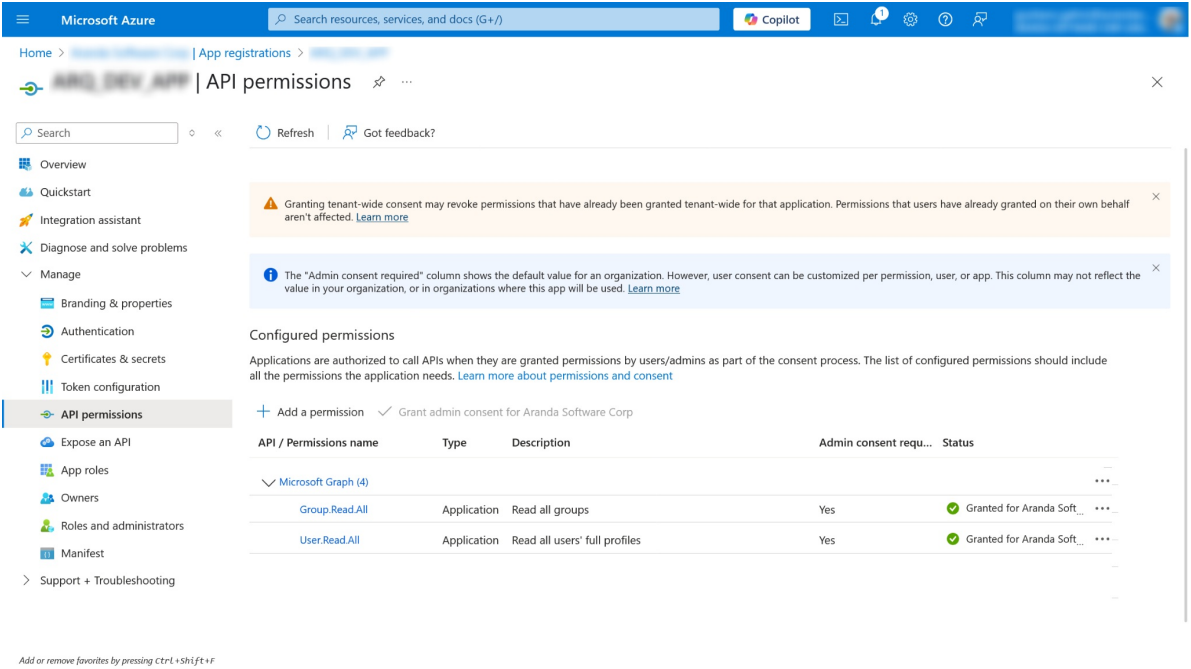 Microsoft Azure
Search resources, services, and docs (G+/)
Copilot
1
Home > | App registrations >
| API permissions
Search
Refresh
Got feedback?
Overview
Quickstart
Integration assistant
Diagnose and solve problems
Manage
Branding & properties
Authentication
Certificates & secrets
Token configuration
API permissions
Expose an API
App roles
Owners
Roles and administrators
Manifest
Support + Troubleshooting
Add or remove favorites by pressing Ctrl+Shift+F
Granting tenant-wide consent may revoke permissions that have already been granted tenant-wide for that application. Permissions that users have already granted on their own behalf
aren't affected. Learn more
The "Admin consent required" column shows the default value for an organization. However, user consent can be customized per permission, user, or app. This column may not reflect the
value in your organization, or in organizations where this app will be used. Learn more
Configured permissions
Applications are authorized to call APIs when they are granted permissions by users/admins as part of the consent process. The list of configured permissions should include
all the permissions the application needs. Learn more about permissions and consent
Add a permission
Grant admin consent for Aranda Software Corp
API / Permissions name Type Description Admin consent requ... Status
Microsoft Graph (4)
Group.Read.All Application Read all groups Yes Granted for Aranda Soft...
User.Read.All Application Read all users' full profiles Yes Granted for Aranda Soft...